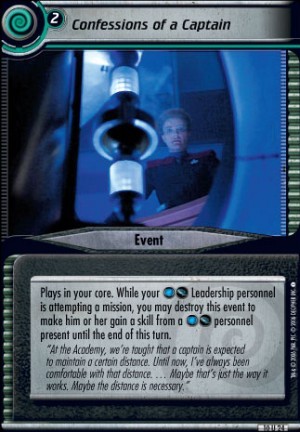 2
Confessions of a Captain
Event
Plays in your core. While your Leadership personnel
is attempting a mission, you may destroy this event
to make him or her gain a skill from a personnel
present until the end of this turn.
"At the Academy, we're taught that a captain is expected
to maintain a certain distance. Until now, I've always been
comfortable with that distance. ... Maybe that's just the way it
works. Maybe the distance is necessary."